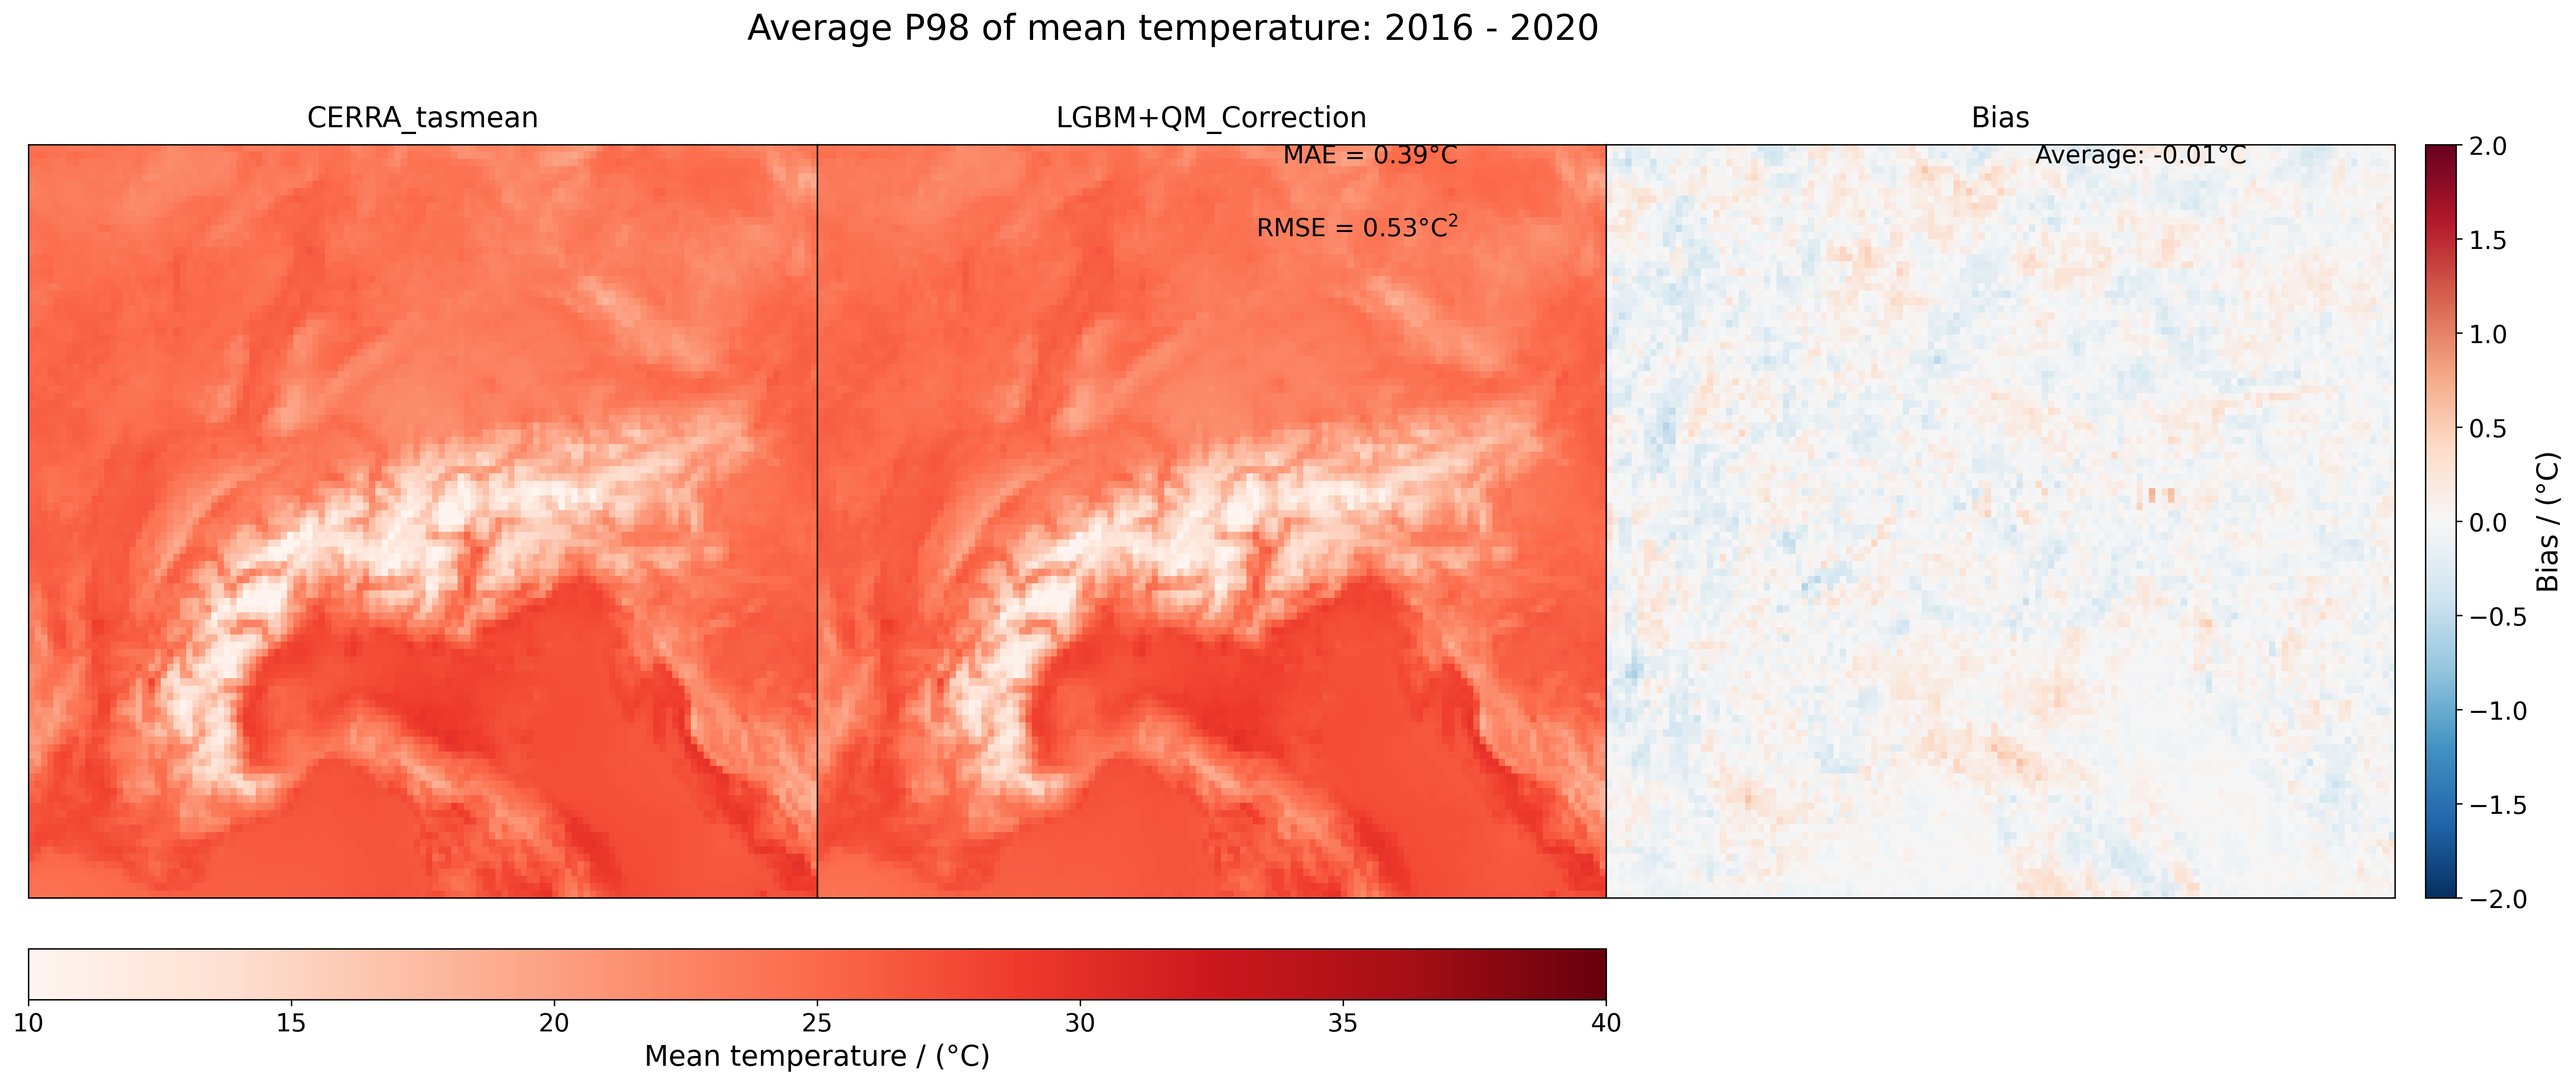 Average P98 of mean temperature: 2016 - 2020
CERRA_tasmean
LGBM+QM_Correction
Bias
MAE = 0.39°C
RMSE = 0.53°C²
Average: -0.01°C
2.0
1.5
1.0
0.5
0.0
−0.5
−1.0
−1.5
−2.0
Bias / (°C)
10 15 20 25 30 35 40
Mean temperature / (°C)